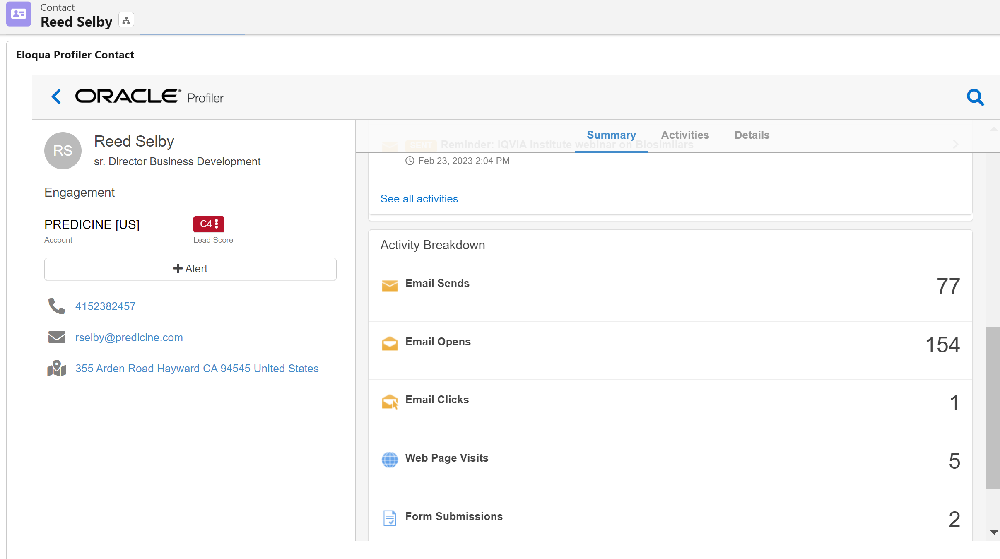 Contact
Reed Selby
Eloqua Profiler Contact
ORACLE® Profiler
RS
Reed Selby
sr. Director Business Development
Engagement
PREDICINE [US]
Account
C4
Lead Score
Alert
4152382457
rselby@predicine.com
355 Arden Road Hayward CA 94545 United States
Summary
Activities
Details
SENT Reminder: IQVIA Institute webinar on Biosimilars
Feb 23, 2023 2:04 PM
See all activities
Activity Breakdown
Email Sends
77
Email Opens
154
Email Clicks
1
Web Page Visits
5
Form Submissions
2